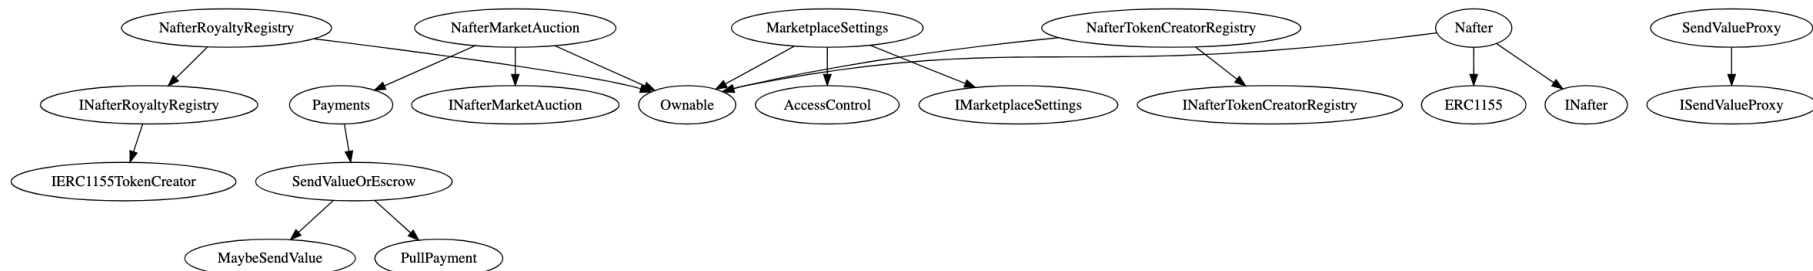 NafterRoyaltyRegistry
NafterMarketAuction
MarketplaceSettings
NafterTokenCreatorRegistry
Nafter
SendValueProxy
INafterRoyaltyRegistry
Payments
INafterMarketAuction
Ownable
AccessControl
IMarketplaceSettings
INafterTokenCreatorRegistry
ERC1155
INafter
ISendValueProxy
IERC1155TokenCreator
SendValueOrEscrow
MaybeSendValue
PullPayment